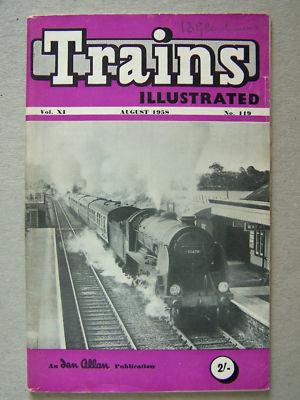 Trains
ILLUSTRATED
Vol. XI AUGUST 1958 No. 119
An Ian Allan Publication
2/-